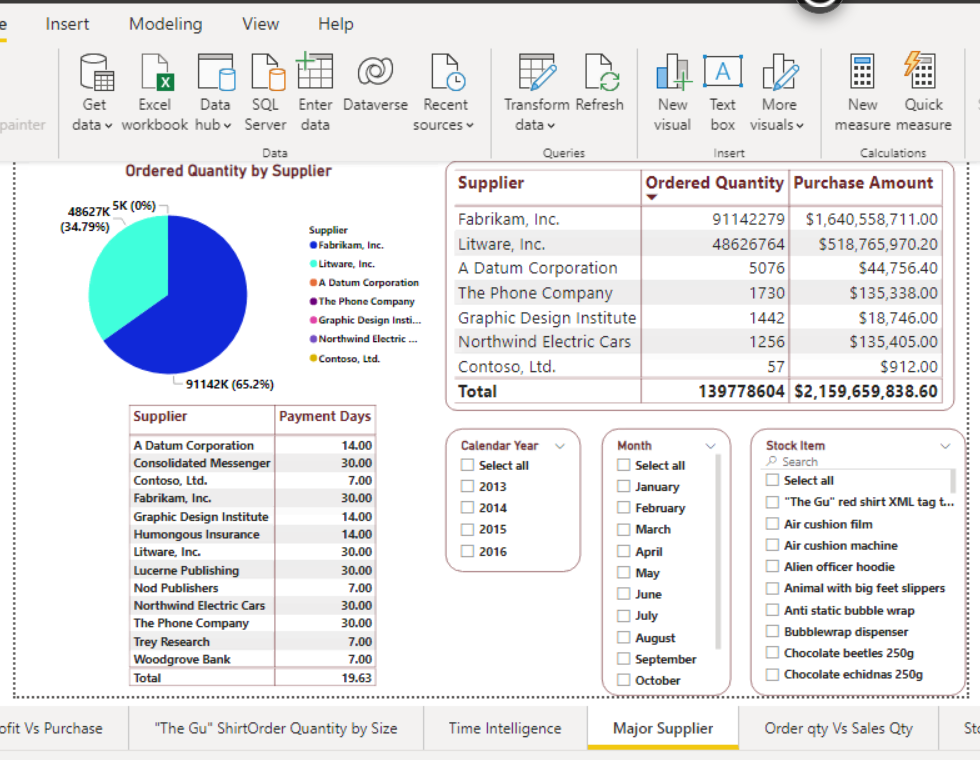 e Insert Modeling View Help
Get data
Excel workbook
Data hub
SQL Server
Enter data
Dataverse
Recent sources
Transform data
Refresh
New visual
Text box
More visuals
New measure
Quick measure
painter
Data
Queries
Insert
Calculations
Ordered Quantity by Supplier
48627K
(34.79%)
5K (0%)
91142K (65.2%)
Supplier
Fabrikam, Inc.
Litware, Inc.
A Datum Corporation
The Phone Company
Graphic Design Insti...
Northwind Electric ...
Contoso, Ltd.
Supplier Ordered Quantity Purchase Amount
Fabrikam, Inc. 91142279 $1,640,558,711.00
Litware, Inc. 48626764 $518,765,970.20
A Datum Corporation 5076 $44,756.40
The Phone Company 1730 $135,338.00
Graphic Design Institute 1442 $18,746.00
Northwind Electric Cars 1256 $135,405.00
Contoso, Ltd. 57 $912.00
Total 139778604 $2,159,659,838.60
Supplier Payment Days
A Datum Corporation 14.00
Consolidated Messenger 30.00
Contoso, Ltd. 7.00
Fabrikam, Inc. 30.00
Graphic Design Institute 14.00
Humongous Insurance 14.00
Litware, Inc. 30.00
Lucerne Publishing 30.00
Nod Publishers 7.00
Northwind Electric Cars 30.00
The Phone Company 30.00
Trey Research 7.00
Woodgrove Bank 7.00
Total 19.63
Calendar Year
Select all
2013
2014
2015
2016
Month
Select all
January
February
March
April
May
June
July
August
September
October
Stock Item
Search
Select all
"The Gu" red shirt XML tag t...
Air cushion film
Air cushion machine
Alien officer hoodie
Animal with big feet slippers
Anti static bubble wrap
Bubblewrap dispenser
Chocolate beetles 250g
Chocolate echidnas 250g
ofit Vs Purchase "The Gu" ShirtOrder Quantity by Size Time Intelligence Major Supplier Order qty Vs Sales Qty Sto